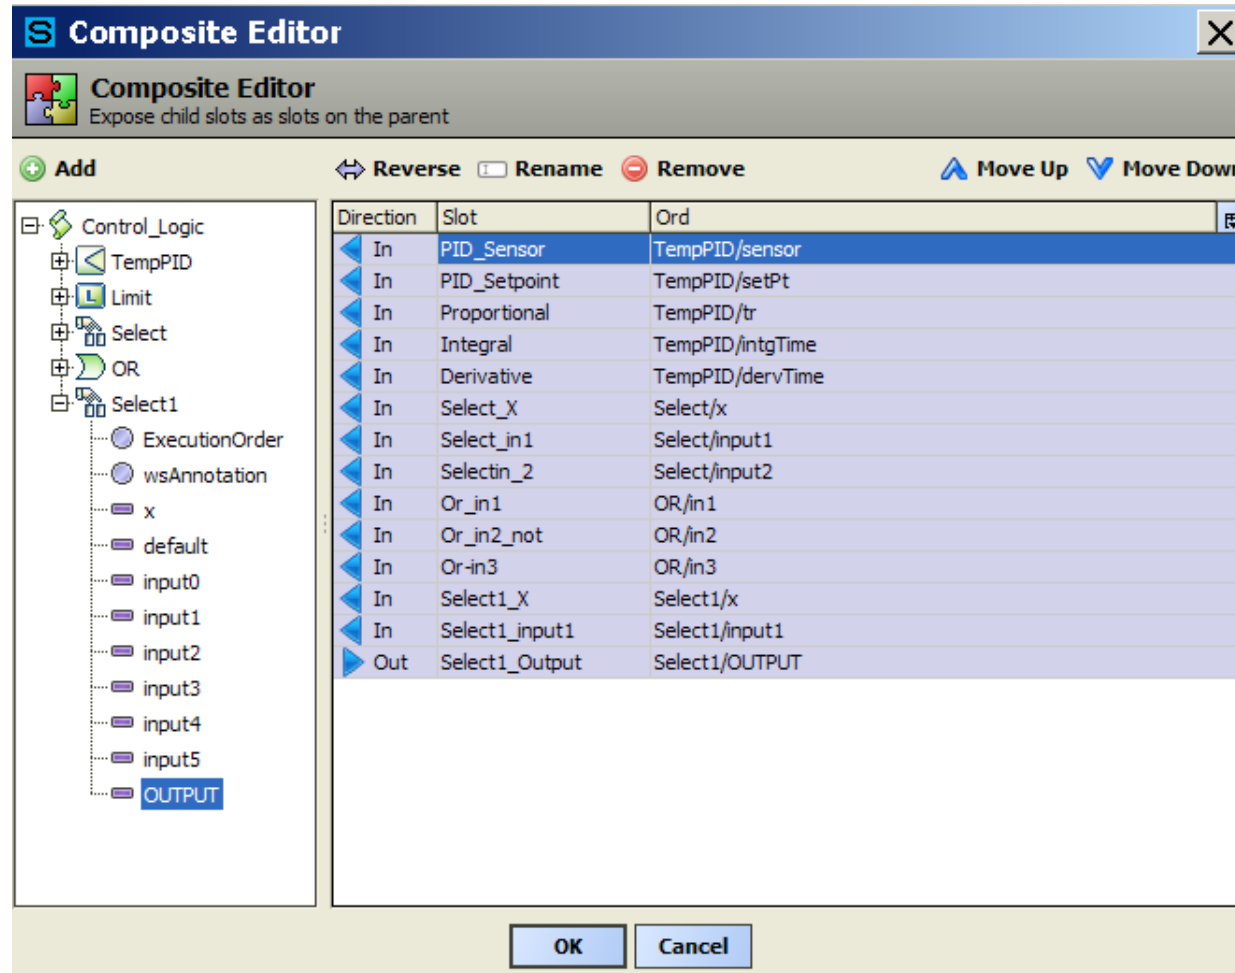 S Composite Editor
Composite Editor
Expose child slots as slots on the parent
Add
Reverse Rename Remove Move Up Move Down
Control_Logic
TempPID
L Limit
Select
OR
Select1
ExecutionOrder
wsAnnotation
x
default
input0
input1
input2
input3
input4
input5
OUTPUT
Direction Slot Ord
In PID_Sensor TempPID/sensor
In PID_Setpoint TempPID/setPt
In Proportional TempPID/tr
In Integral TempPID/intgTime
In Derivative TempPID/dervTime
In Select_X Select/x
In Select_in1 Select/input1
In Selectin_2 Select/input2
In Or_in1 OR/in1
In Or_in2_not OR/in2
In Or-in3 OR/in3
In Select1_X Select1/x
In Select1_input1 Select1/input1
Out Select1_Output Select1/OUTPUT
OK Cancel